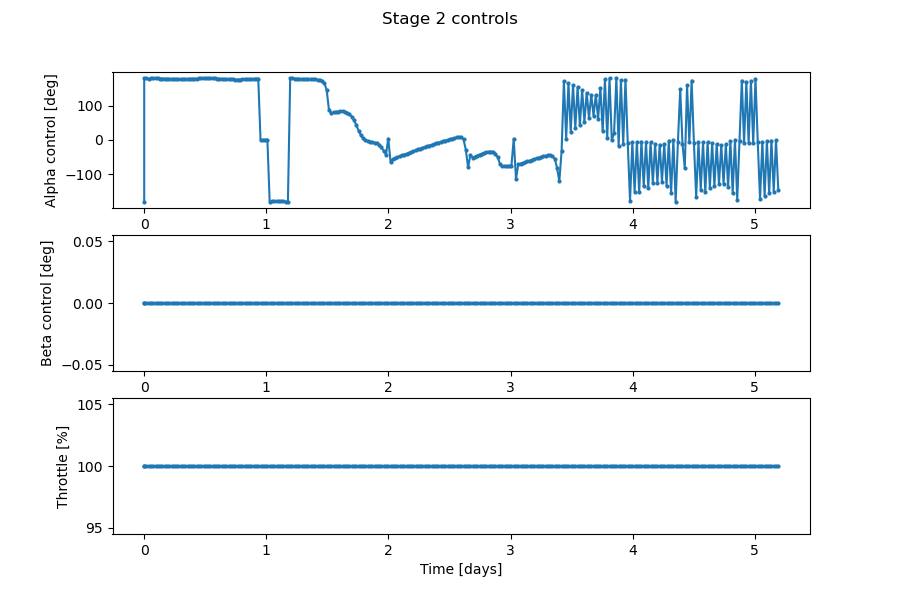 Stage 2 controls
Alpha control [deg]
100
0
−100
0 1 2 3 4 5
Beta control [deg]
0.05
0.00
−0.05
0 1 2 3 4 5
Throttle [%]
105
100
95
0 1 2 3 4 5
Time [days]